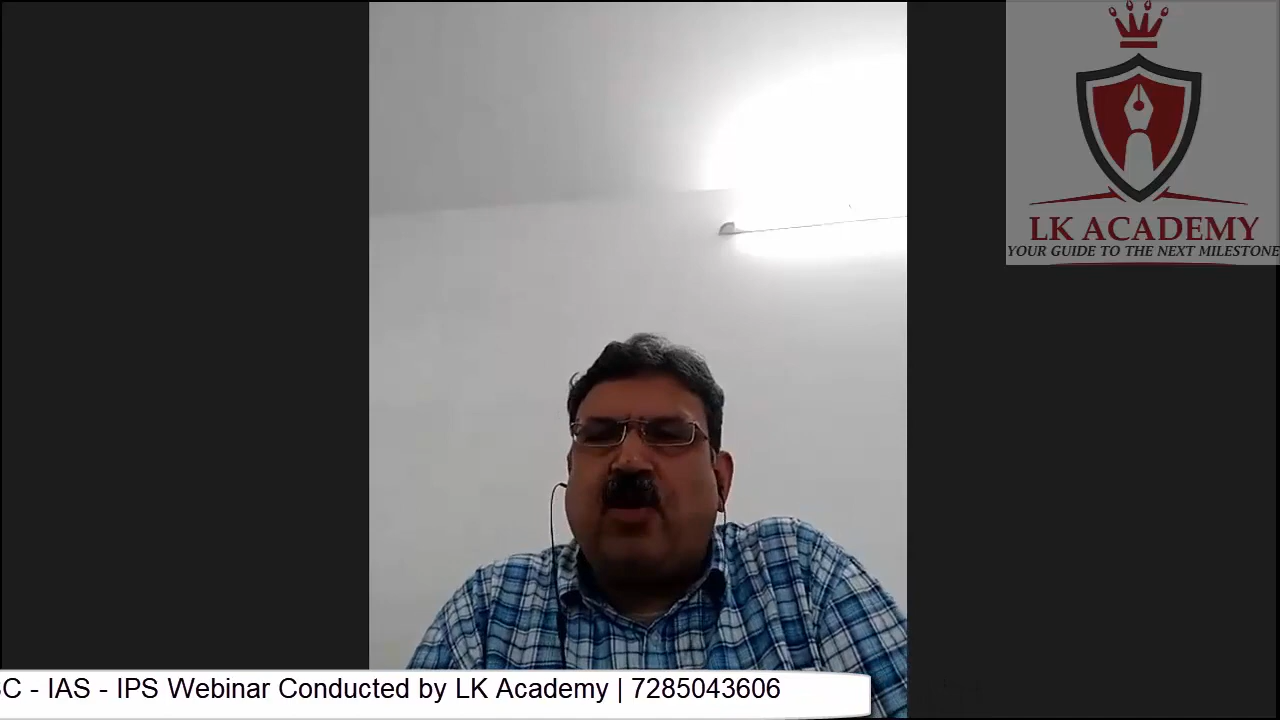 LK ACADEMY
YOUR GUIDE TO THE NEXT MILESTONE
C - IAS - IPS Webinar Conducted by LK Academy | 7285043606